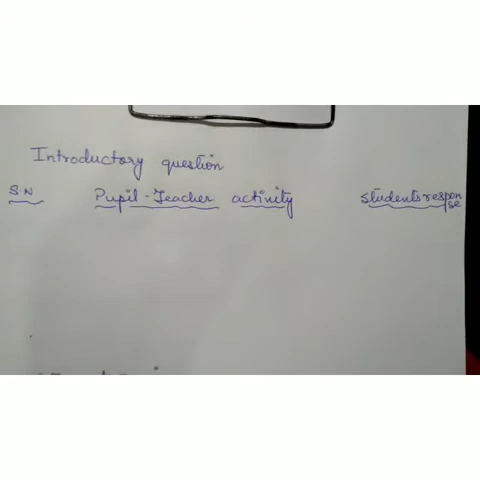 Introductory question
S.N Pupil-Teacher activity students response